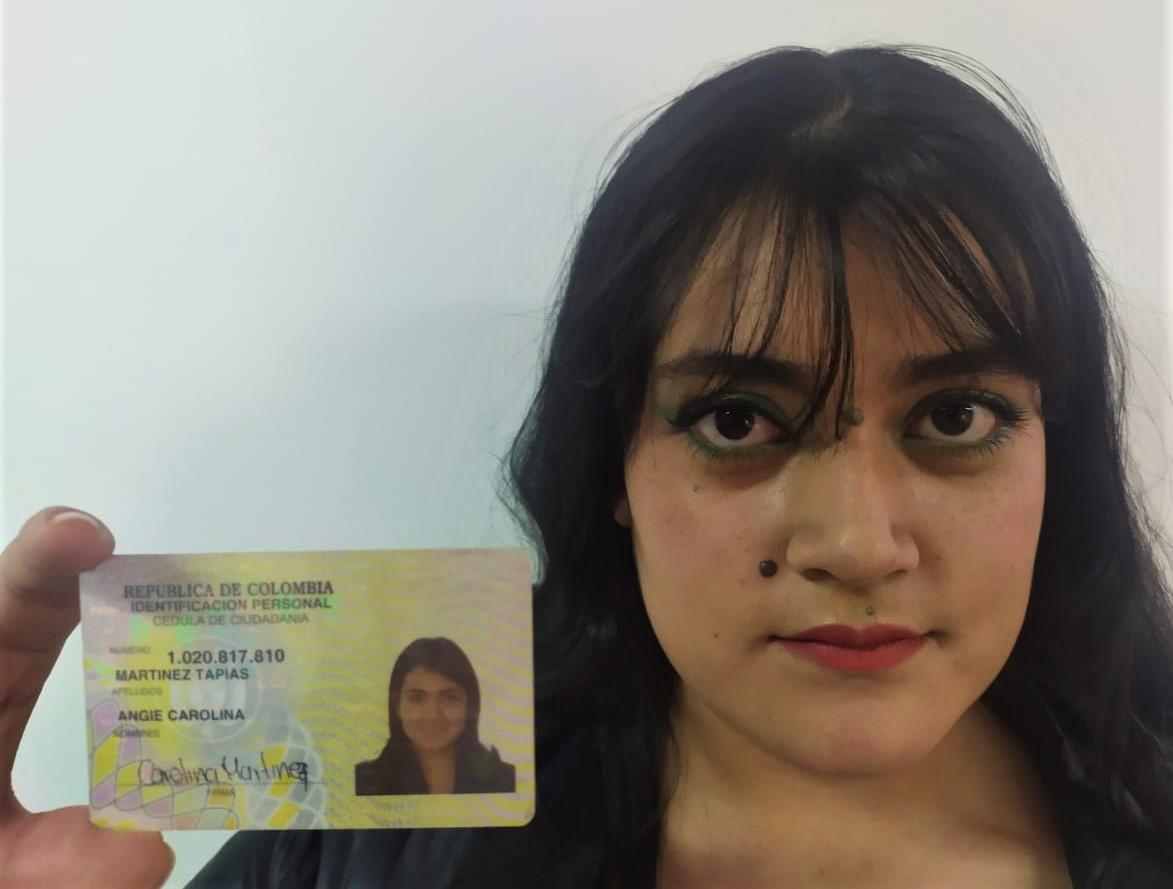 REPUBLICA DE COLOMBIA
IDENTIFICACION PERSONAL
CEDULA DE CIUDADANIA
NUMERO 1.020.817.810
MARTINEZ TAPIAS
APELLIDOS
ANGIE CAROLINA
NOMBRES
Carolina Martinez
FIRMA